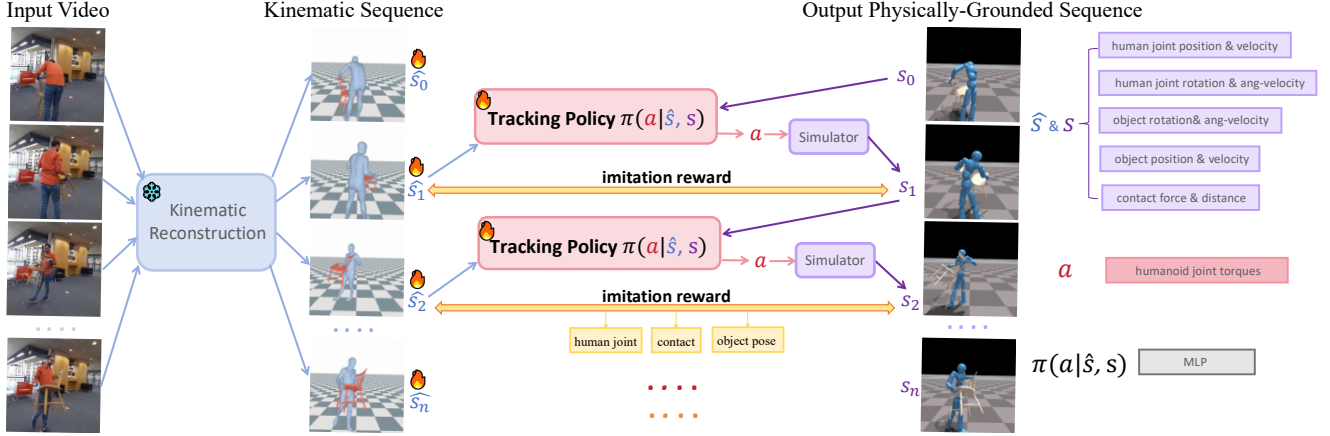 Input Video
Kinematic Sequence
Output Physically-Grounded Sequence
Kinematic
Reconstruction
ŝ₀
ŝ₁
ŝ₂
ŝₙ
Tracking Policy π(a|ŝ, s)
a
Simulator
imitation reward
Tracking Policy π(a|ŝ, s)
a
Simulator
imitation reward
human joint
contact
object pose
s₀
s₁
s₂
sₙ
ŝ & s
human joint position & velocity
human joint rotation & ang-velocity
object rotation& ang-velocity
object position & velocity
contact force & distance
a
humanoid joint torques
π(a|ŝ, s)
MLP